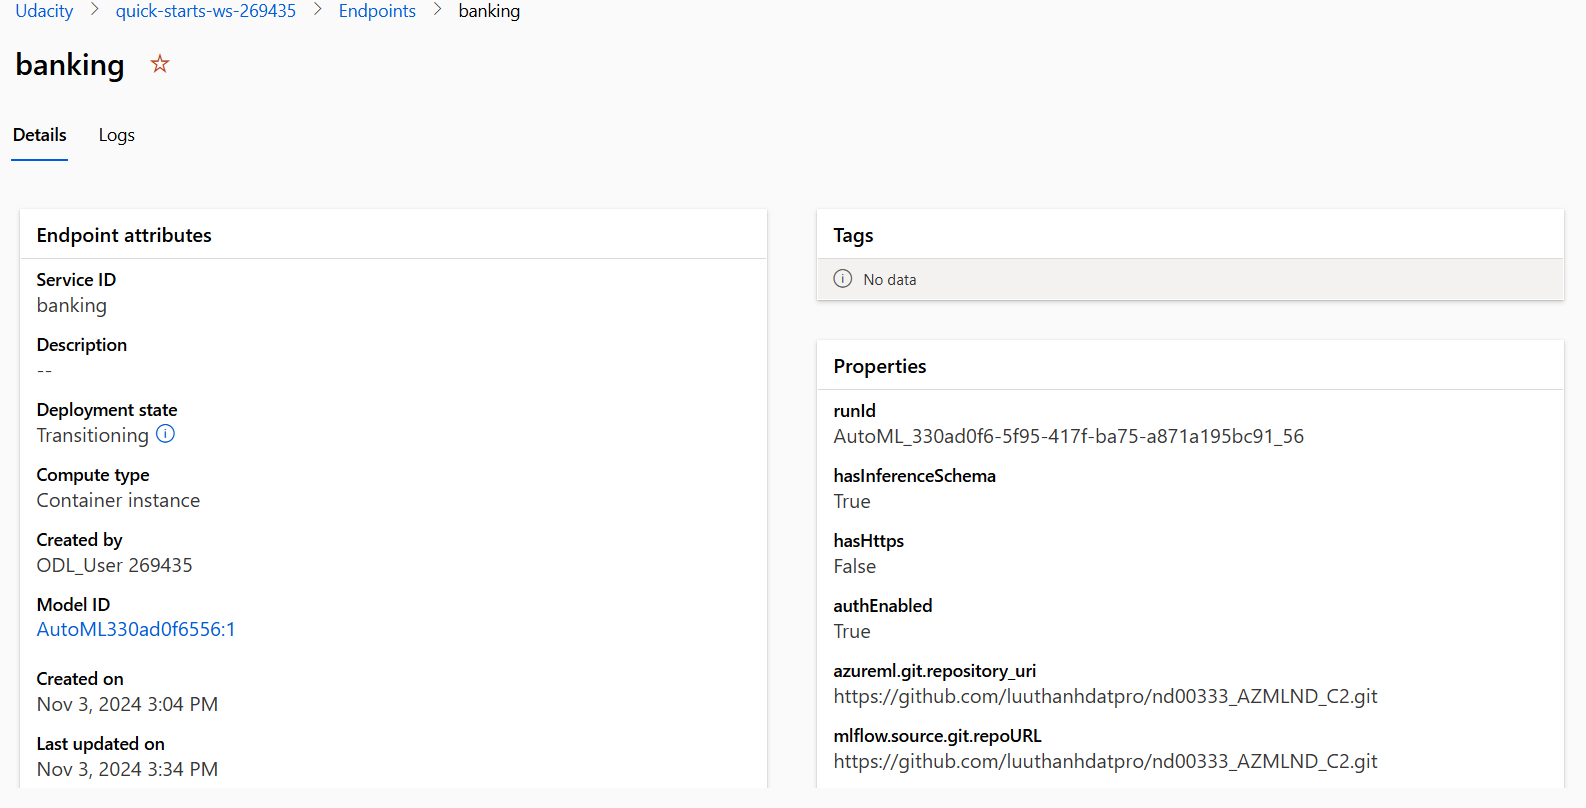 Udacity > quick-starts-ws-269435 > Endpoints > banking
banking
Details Logs
Endpoint attributes
Service ID
banking
Description
--
Deployment state
Transitioning
Compute type
Container instance
Created by
ODL_User 269435
Model ID
AutoML330ad0f6556:1
Created on
Nov 3, 2024 3:04 PM
Last updated on
Nov 3, 2024 3:34 PM
Tags
No data
Properties
runId
AutoML_330ad0f6-5f95-417f-ba75-a871a195bc91_56
hasInferenceSchema
True
hasHttps
False
authEnabled
True
azureml.git.repository_uri
https://github.com/luuthanhdatpro/nd00333_AZMLND_C2.git
mlflow.source.git.repoURL
https://github.com/luuthanhdatpro/nd00333_AZMLND_C2.git